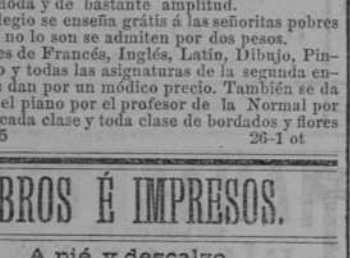 moda y de bastante amplitud.
legio se enseña grátis á las señoritas pobres
no lo son se admiten por dos pesos.
es de Francés, Inglés, Latin, Dibujo, Pin-
o y todas las asignaturas de la segunda en-
e dan por un módico precio. También se da
el piano por el profesor de la Normal por
cada clase y toda clase de bordados y flores
5 26-1 ot
BROS É IMPRESOS.
A pié y descalzo